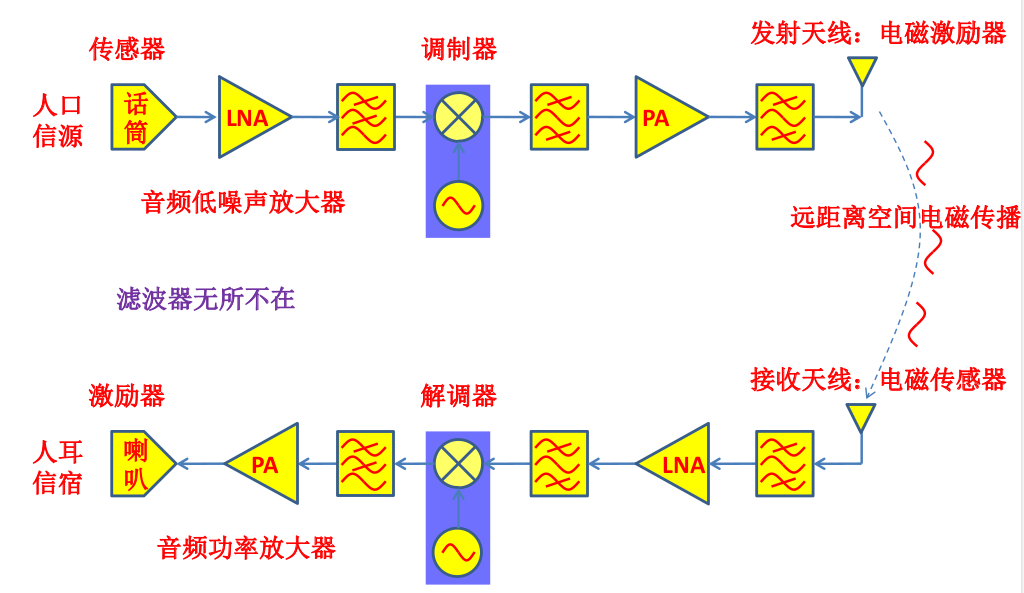 发射天线：电磁激励器
传感器
调制器
人口
信源
话
筒
LNA
PA
音频低噪声放大器
远距离空间电磁传播
滤波器无所不在
接收天线：电磁传感器
激励器
解调器
人耳
信宿
喇
叭
PA
LNA
音频功率放大器